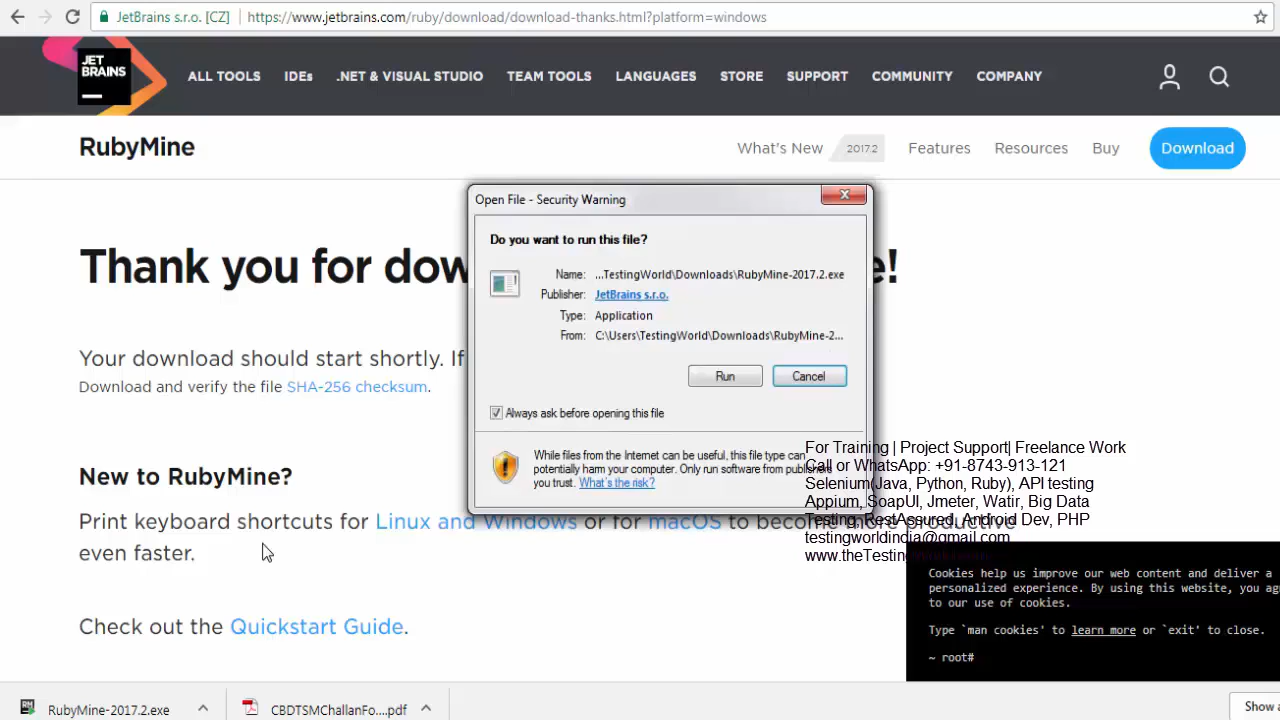 JetBrains s.r.o. [CZ]
https://www.jetbrains.com/ruby/download/download-thanks.html?platform=windows
JET
BRAINS
ALL TOOLS
IDEs
.NET & VISUAL STUDIO
TEAM TOOLS
LANGUAGES
STORE
SUPPORT
COMMUNITY
COMPANY
RubyMine
What's New
2017.2
Features
Resources
Buy
Download
Thank you for dow
e!
Open File - Security Warning
Do you want to run this file?
Name: ...TestingWorld\Downloads\RubyMine-2017.2.exe
Publisher: JetBrains s.r.o.
Type: Application
From: C:\Users\TestingWorld\Downloads\RubyMine-2...
Run
Cancel
Always ask before opening this file
While files from the Internet can be useful, this file type can
potentially harm your computer. Only run software from publishers
you trust. What's the risk?
Your download should start shortly. If
Download and verify the file SHA-256 checksum.
New to RubyMine?
Print keyboard shortcuts for Linux and Windows or for macOS to become more productive
even faster.
Check out the Quickstart Guide.
For Training | Project Support| Freelance Work
Call or WhatsApp: +91-8743-913-121
Selenium(Java, Python, Ruby), API testing
Appium, SoapUI, Jmeter, Watir, Big Data
Testing, RestAssured, Android Dev, PHP
testingworldindia@gmail.com
Cookies help us improve our web content and deliver a
personalized experience. By using this website, you ag
to our use of cookies.
Type `man cookies' to learn more or `exit' to close.
~ root#
RubyMine-2017.2.exe
CBDTSMChallanFo....pdf
Show a